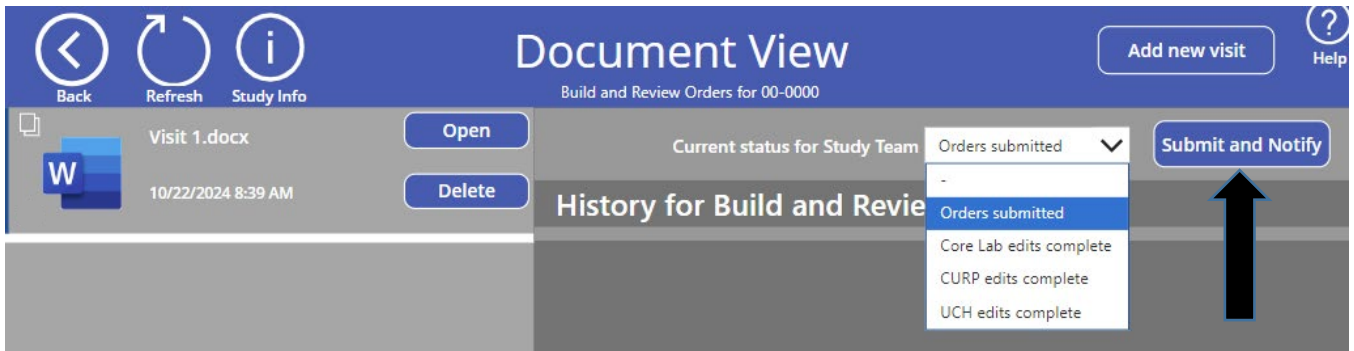 Back
Refresh
Study Info
Document View
Build and Review Orders for 00-0000
Add new visit
?
Help
Visit 1.docx
10/22/2024 8:39 AM
W
Open
Delete
Current status for Study Team
Orders submitted
Submit and Notify
History for Build and Revie
-
Orders submitted
Core Lab edits complete
CURP edits complete
UCH edits complete